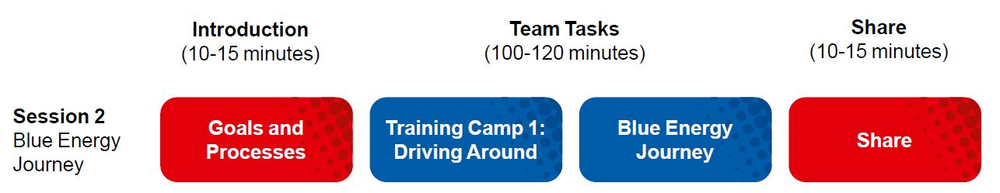 Introduction
(10-15 minutes)
Team Tasks
(100-120 minutes)
Share
(10-15 minutes)
Session 2
Blue Energy
Journey
Goals and
Processes
Training Camp 1:
Driving Around
Blue Energy
Journey
Share